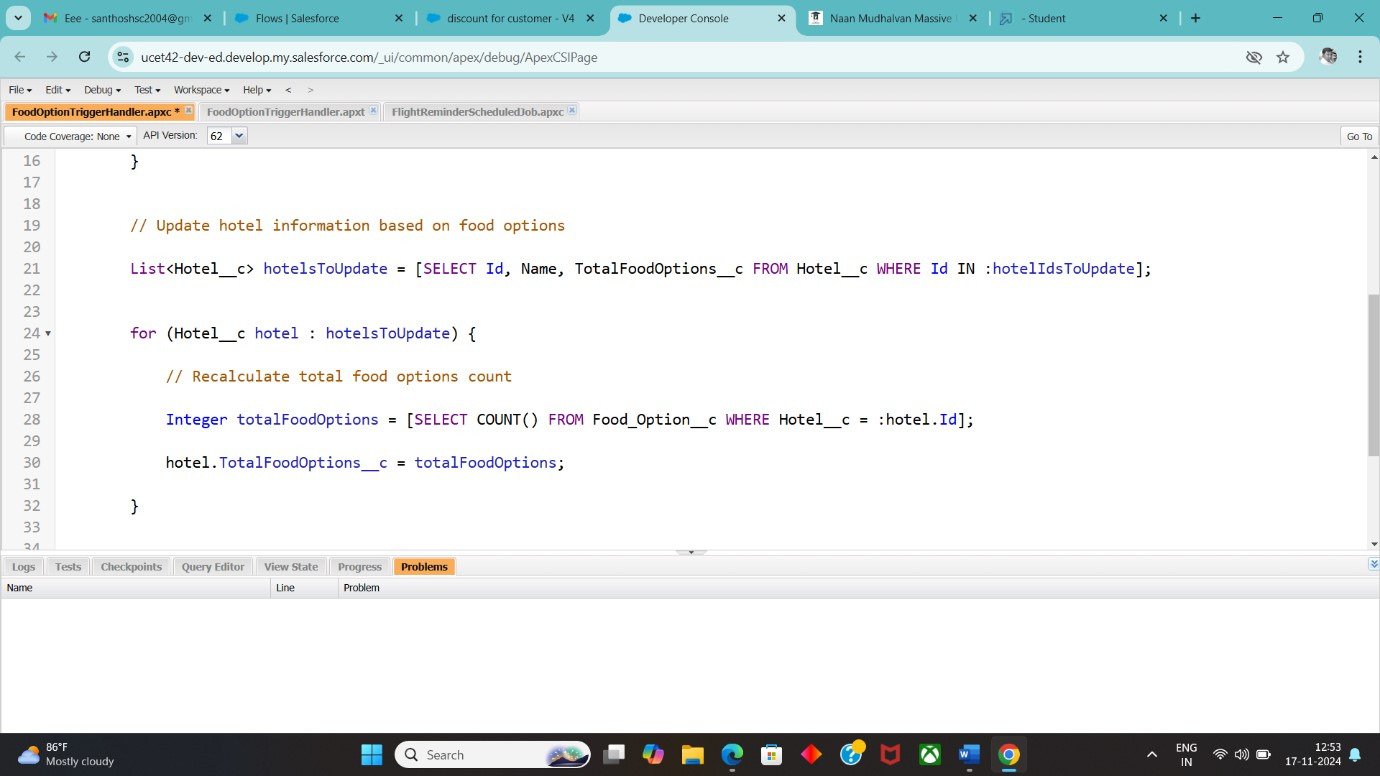 Eee - santhoshsc2004@gm
Flows | Salesforce
discount for customer - V4
Developer Console
Naan Mudhalvan Massive
- Student
ucet42-dev-ed.develop.my.salesforce.com/_ui/common/apex/debug/ApexCSIPage
File Edit Debug Test Workspace Help < >
FoodOptionTriggerHandler.apxc * FoodOptionTriggerHandler.apxt FlightReminderScheduledJob.apxc
Code Coverage: None API Version: 62 Go To
16 }
17
18
19 // Update hotel information based on food options
20
21 List<Hotel__c> hotelsToUpdate = [SELECT Id, Name, TotalFoodOptions__c FROM Hotel__c WHERE Id IN :hotelIdsToUpdate];
22
23
24 for (Hotel__c hotel : hotelsToUpdate) {
25
26 // Recalculate total food options count
27
28 Integer totalFoodOptions = [SELECT COUNT() FROM Food_Option__c WHERE Hotel__c = :hotel.Id];
29
30 hotel.TotalFoodOptions__c = totalFoodOptions;
31
32 }
33
34
Logs Tests Checkpoints Query Editor View State Progress Problems
Name Line Problem
86°F
Mostly cloudy
Search
ENG
IN
12:53
17-11-2024